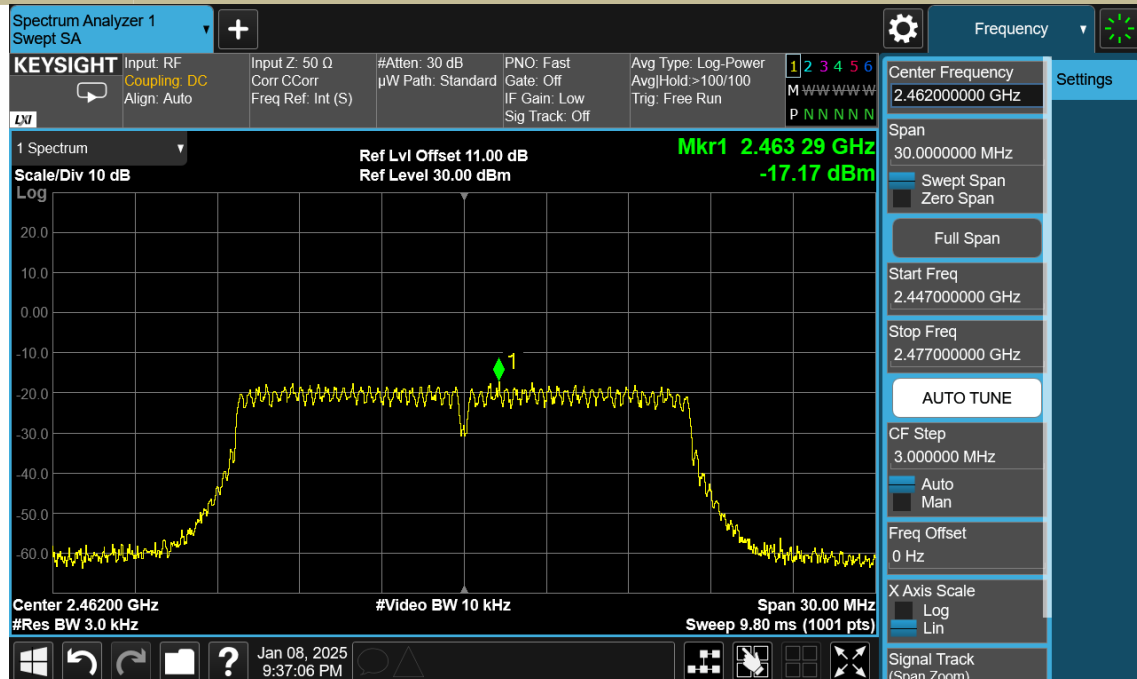 Spectrum Analyzer 1
Swept SA
Frequency
KEYSIGHT
Input: RF
Coupling: DC
Align: Auto
Input Z: 50 Ω
Corr CCorr
Freq Ref: Int (S)
#Atten: 30 dB
µW Path: Standard
PNO: Fast
Gate: Off
IF Gain: Low
Sig Track: Off
Avg Type: Log-Power
Avg|Hold:>100/100
Trig: Free Run
1 2 3 4 5 6
M W W W W W
P N N N N N
LXI
Center Frequency
2.462000000 GHz
Settings
Span
30.0000000 MHz
Swept Span
Zero Span
Full Span
Start Freq
2.447000000 GHz
Stop Freq
2.477000000 GHz
AUTO TUNE
CF Step
3.000000 MHz
Auto
Man
Freq Offset
0 Hz
X Axis Scale
Log
Lin
Signal Track
(Span Zoom)
1 Spectrum
Scale/Div 10 dB
Log
Ref Lvl Offset 11.00 dB
Ref Level 30.00 dBm
Mkr1 2.463 29 GHz
-17.17 dBm
20.0
10.0
0.00
-10.0
1
-20.0
-30.0
-40.0
-50.0
-60.0
Center 2.46200 GHz
#Video BW 10 kHz
Span 30.00 MHz
#Res BW 3.0 kHz
Sweep 9.80 ms (1001 pts)
?
Jan 08, 2025
9:37:06 PM